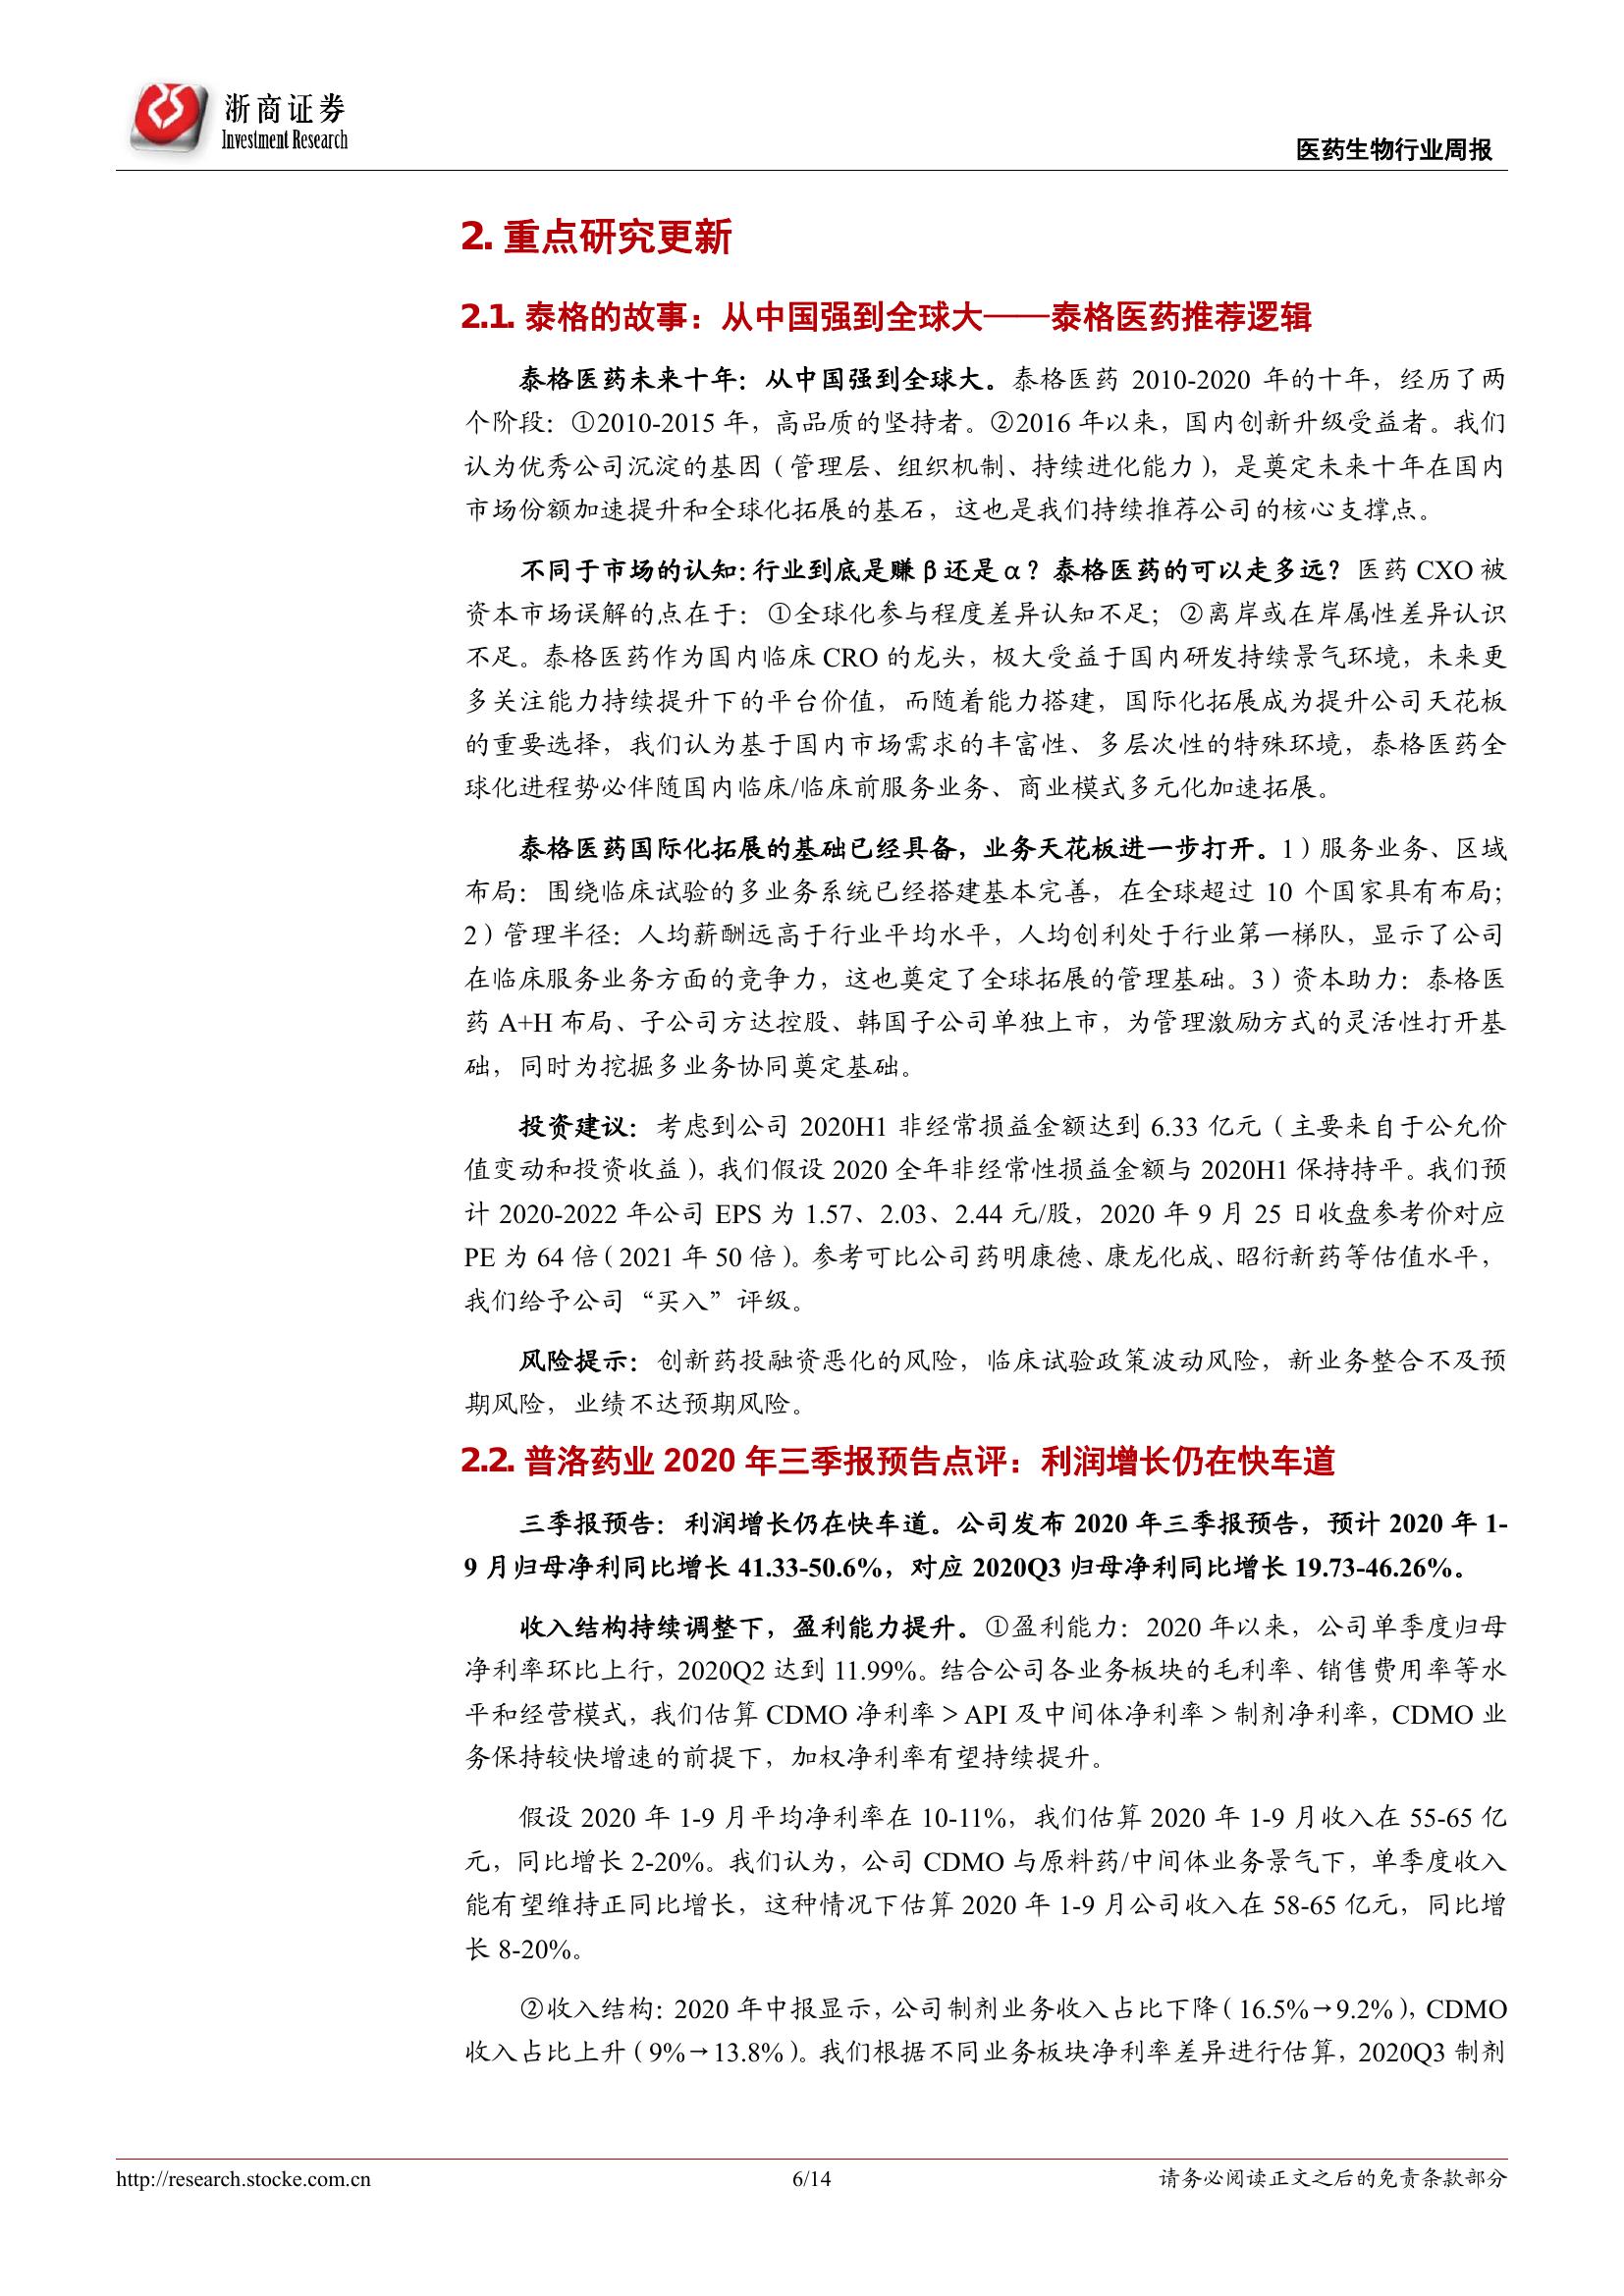 浙商证券
Investment Research
医药生物行业周报
2. 重点研究更新
2.1. 泰格的故事：从中国强到全球大——泰格医药推荐逻辑
泰格医药未来十年：从中国强到全球大。泰格医药 2010-2020 年的十年，经历了两
个阶段：①2010-2015 年，高品质的坚持者。②2016 年以来，国内创新升级受益者。我们
认为优秀公司沉淀的基因（管理层、组织机制、持续进化能力），是奠定未来十年在国内
市场份额加速提升和全球化拓展的基石，这也是我们持续推荐公司的核心支撑点。
不同于市场的认知：行业到底是赚β还是α？泰格医药的可以走多远？医药 CXO 被
资本市场误解的点在于：①全球化参与程度差异认知不足；②离岸或在岸属性差异认识
不足。泰格医药作为国内临床 CRO 的龙头，极大受益于国内研发持续景气环境，未来更
多关注能力持续提升下的平台价值，而随着能力搭建，国际化拓展成为提升公司天花板
的重要选择，我们认为基于国内市场需求的丰富性、多层次性的特殊环境，泰格医药全
球化进程势必伴随国内临床/临床前服务业务、商业模式多元化加速拓展。
泰格医药国际化拓展的基础已经具备，业务天花板进一步打开。1）服务业务、区域
布局：围绕临床试验的多业务系统已经搭建基本完善，在全球超过 10 个国家具有布局；
2）管理半径：人均薪酬远高于行业平均水平，人均创利处于行业第一梯队，显示了公司
在临床服务业务方面的竞争力，这也奠定了全球拓展的管理基础。3）资本助力：泰格医
药 A+H 布局、子公司方达控股、韩国子公司单独上市，为管理激励方式的灵活性打开基
础，同时为挖掘多业务协同奠定基础。
投资建议：考虑到公司 2020H1 非经常损益金额达到 6.33 亿元（主要来自于公允价
值变动和投资收益），我们假设 2020 全年非经常性损益金额与 2020H1 保持持平。我们预
计 2020-2022 年公司 EPS 为 1.57、2.03、2.44 元/股，2020 年 9 月 25 日收盘参考价对应
PE 为 64 倍（2021 年 50 倍）。参考可比公司药明康德、康龙化成、昭衍新药等估值水平，
我们给予公司“买入”评级。
风险提示：创新药投融资恶化的风险，临床试验政策波动风险，新业务整合不及预
期风险，业绩不达预期风险。
2.2. 普洛药业 2020 年三季报预告点评：利润增长仍在快车道
三季报预告：利润增长仍在快车道。公司发布 2020 年三季报预告，预计 2020 年 1-
9 月归母净利同比增长 41.33-50.6%，对应 2020Q3 归母净利同比增长 19.73-46.26%。
收入结构持续调整下，盈利能力提升。①盈利能力：2020 年以来，公司单季度归母
净利率环比上行，2020Q2 达到 11.99%。结合公司各业务板块的毛利率、销售费用率等水
平和经营模式，我们估算 CDMO 净利率＞API 及中间体净利率＞制剂净利率，CDMO 业
务保持较快增速的前提下，加权净利率有望持续提升。
假设 2020 年 1-9 月平均净利率在 10-11%，我们估算 2020 年 1-9 月收入在 55-65 亿
元，同比增长 2-20%。我们认为，公司 CDMO 与原料药/中间体业务景气下，单季度收入
能有望维持正同比增长，这种情况下估算 2020 年 1-9 月公司收入在 58-65 亿元，同比增
长 8-20%。
②收入结构：2020 年中报显示，公司制剂业务收入占比下降（16.5%→9.2%），CDMO
收入占比上升（9%→13.8%）。我们根据不同业务板块净利率差异进行估算，2020Q3 制剂
http://research.stocke.com.cn
6/14
请务必阅读正文之后的免责条款部分